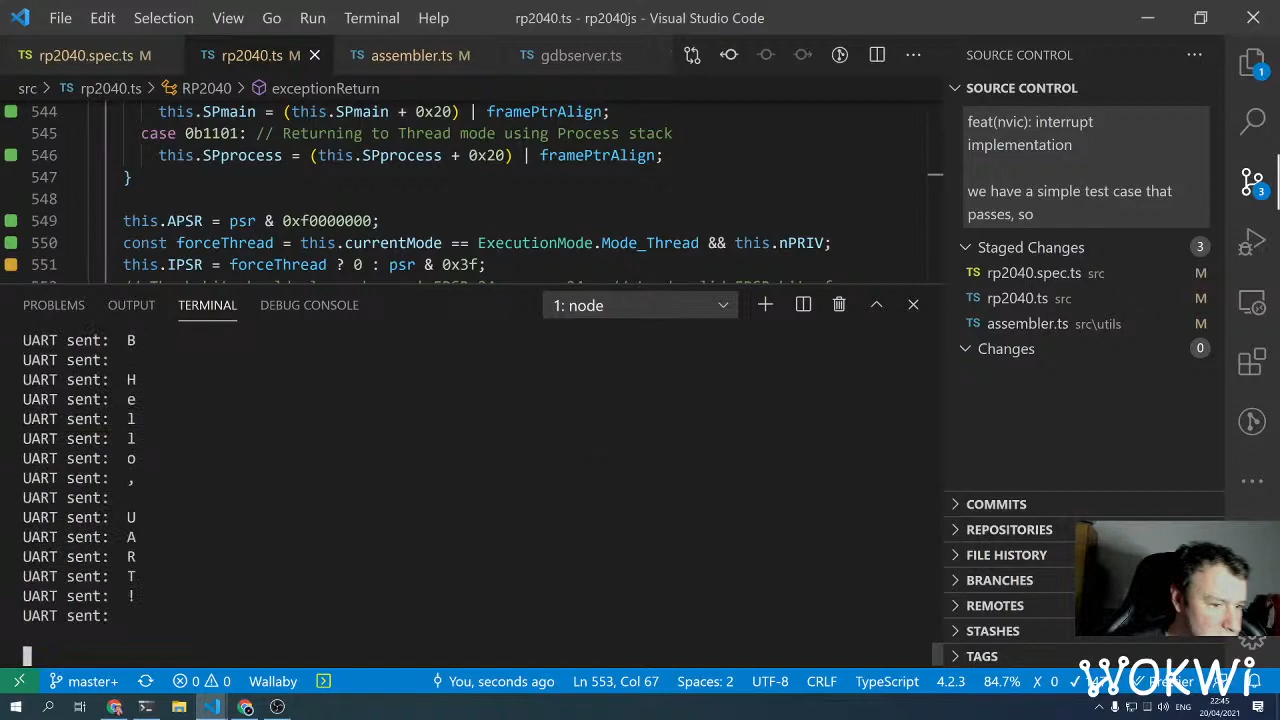 File Edit Selection View Go Run Terminal Help rp2040.ts - rp2040js - Visual Studio Code
TS rp2040.spec.ts M TS rp2040.ts M TS assembler.ts M TS gdbserver.ts
SOURCE CONTROL
src > TS rp2040.ts > RP2040 > exceptionReturn
SOURCE CONTROL
544 this.SPmain = (this.SPmain + 0x20) | framePtrAlign;
545 case 0b1101: // Returning to Thread mode using Process stack
546 this.SPprocess = (this.SPprocess + 0x20) | framePtrAlign;
547 }
548
549 this.APSR = psr & 0xf0000000;
550 const forceThread = this.currentMode == ExecutionMode.Mode_Thread && this.nPRIV;
551 this.IPSR = forceThread ? 0 : psr & 0x3f;
feat(nvic): interrupt
implementation
we have a simple test case that
passes, so
Staged Changes 3
rp2040.spec.ts src M
rp2040.ts src M
assembler.ts src\utils M
Changes 0
PROBLEMS OUTPUT TERMINAL DEBUG CONSOLE 1: node
UART sent: B
UART sent:
UART sent: H
UART sent: e
UART sent: l
UART sent: l
UART sent: o
UART sent: ,
UART sent:
UART sent: U
UART sent: A
UART sent: R
UART sent: T
UART sent: !
UART sent:
COMMITS
REPOSITORIES
FILE HISTORY
BRANCHES
REMOTES
STASHES
TAGS
1
3
WOKWi
master+ 0 0 Wallaby You, seconds ago Ln 553, Col 67 Spaces: 2 UTF-8 CRLF TypeScript 4.2.3 84.7% X 0 Prettier
ENG 22:45
20/04/2021